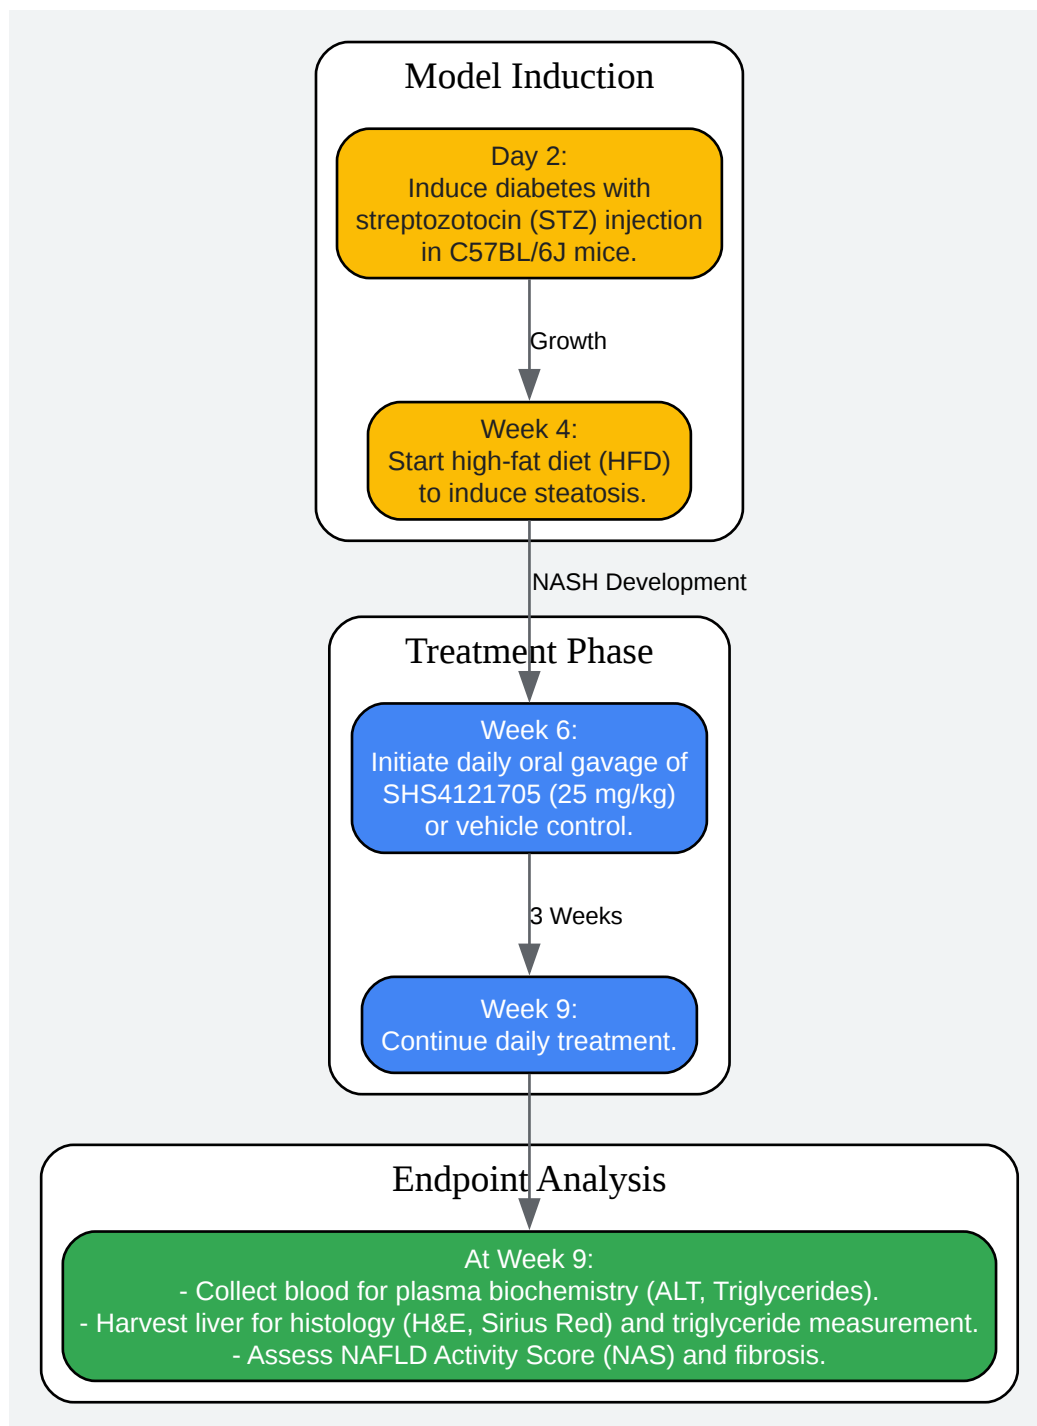 Model Induction
Day 2:
Induce diabetes with
streptozotocin (STZ) injection
in C57BL/6J mice.
Growth
Week 4:
Start high-fat diet (HFD)
to induce steatosis.
NASH Development
Treatment Phase
Week 6:
Initiate daily oral gavage of
SHS4121705 (25 mg/kg)
or vehicle control.
3 Weeks
Week 9:
Continue daily treatment.
Endpoint Analysis
At Week 9:
- Collect blood for plasma biochemistry (ALT, Triglycerides).
- Harvest liver for histology (H&E, Sirius Red) and triglyceride measurement.
- Assess NAFLD Activity Score (NAS) and fibrosis.